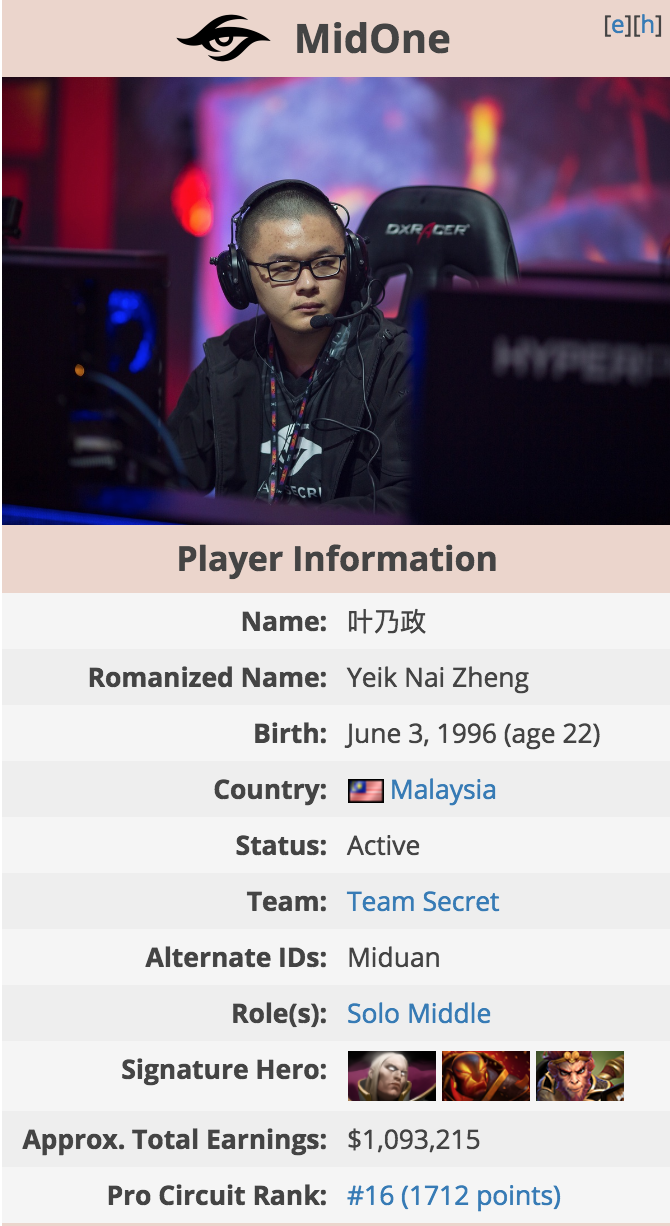 MidOne
[e][h]
DXRACER
HYPERX
SECR
Player Information
Name: 叶乃政
Romanized Name: Yeik Nai Zheng
Birth: June 3, 1996 (age 22)
Country: Malaysia
Status: Active
Team: Team Secret
Alternate IDs: Miduan
Role(s): Solo Middle
Signature Hero:
Approx. Total Earnings: $1,093,215
Pro Circuit Rank: #16 (1712 points)